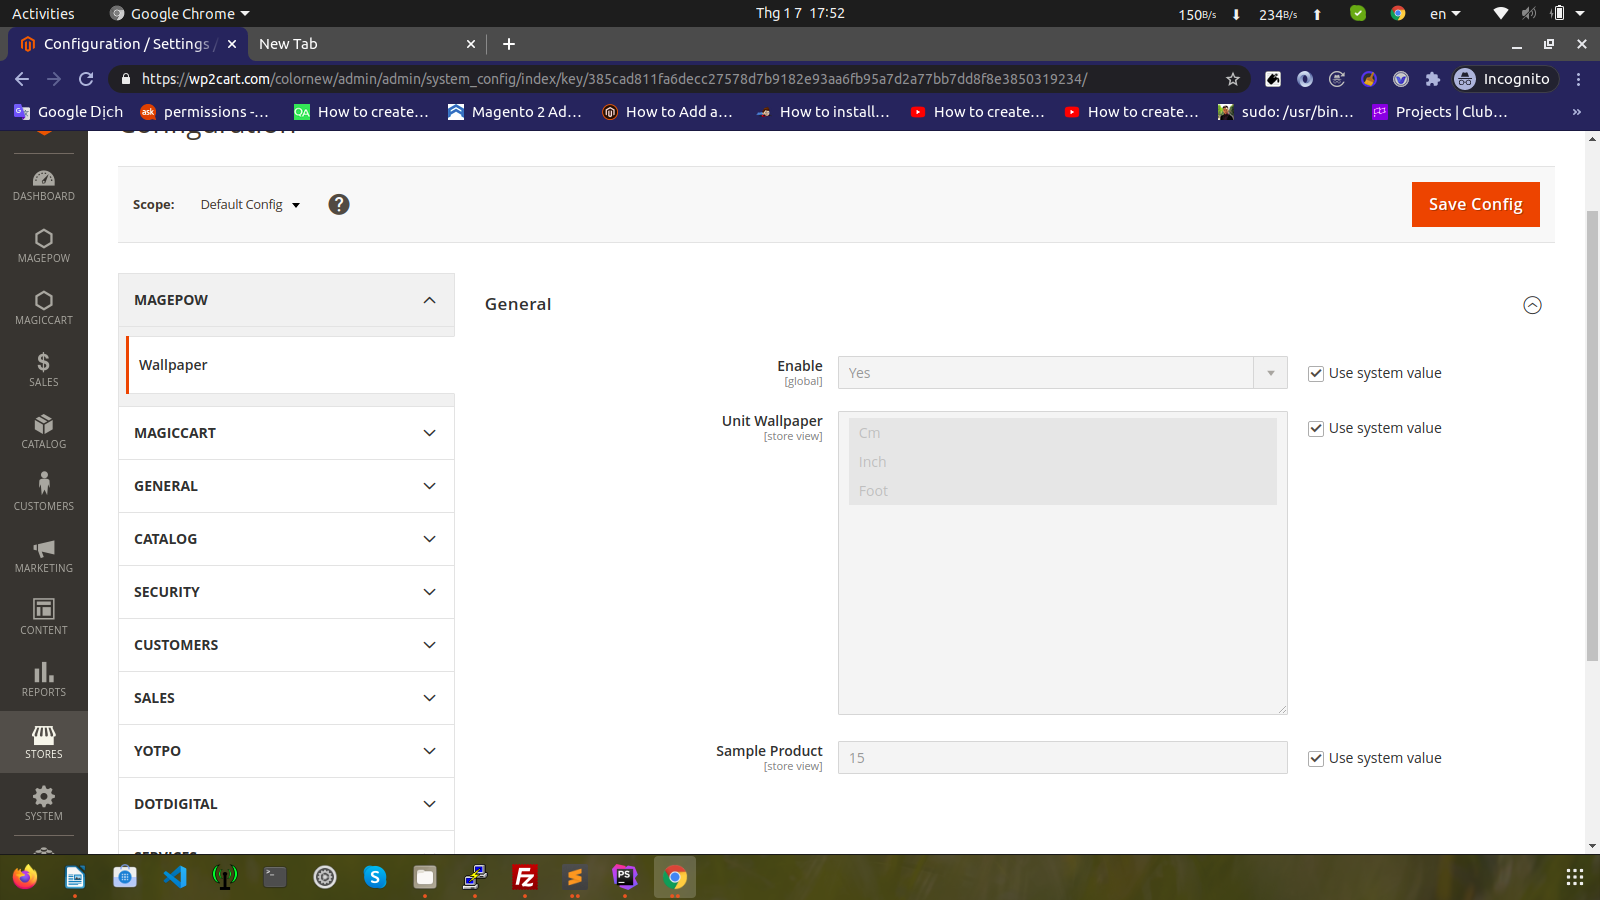 Activities
Google Chrome
Thg 1 7 17:52
150B/s
234B/s
en
Configuration / Settings /
New Tab
https://wp2cart.com/colornew/admin/admin/system_config/index/key/385cad811fa6decc27578d7b9182e93aa6fb95a7d2a77bb7dd8f8e3850319234/
Incognito
Google Dịch
permissions -...
How to create...
Magento 2 Ad...
How to Add a...
How to install...
How to create...
How to create...
sudo: /usr/bin...
Projects | Club...
»
Configuration
DASHBOARD
MAGEPOW
MAGICCART
SALES
CATALOG
CUSTOMERS
MARKETING
CONTENT
REPORTS
STORES
SYSTEM
Scope:
Default Config
?
Save Config
MAGEPOW
Wallpaper
MAGICCART
GENERAL
CATALOG
SECURITY
CUSTOMERS
SALES
YOTPO
DOTDIGITAL
SERVICES
General
Enable
[global]
Yes
Use system value
Unit Wallpaper
[store view]
Cm
Inch
Foot
Use system value
Sample Product
[store view]
15
Use system value